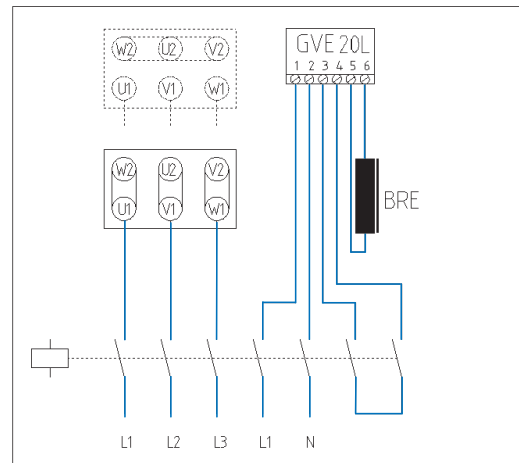 W2 U2 V2
U1 V1 W1
GVE 20L
1 2 3 4 5 6
W2 U2 V2
U1 V1 W1
BRE
L1 L2 L3 L1 N